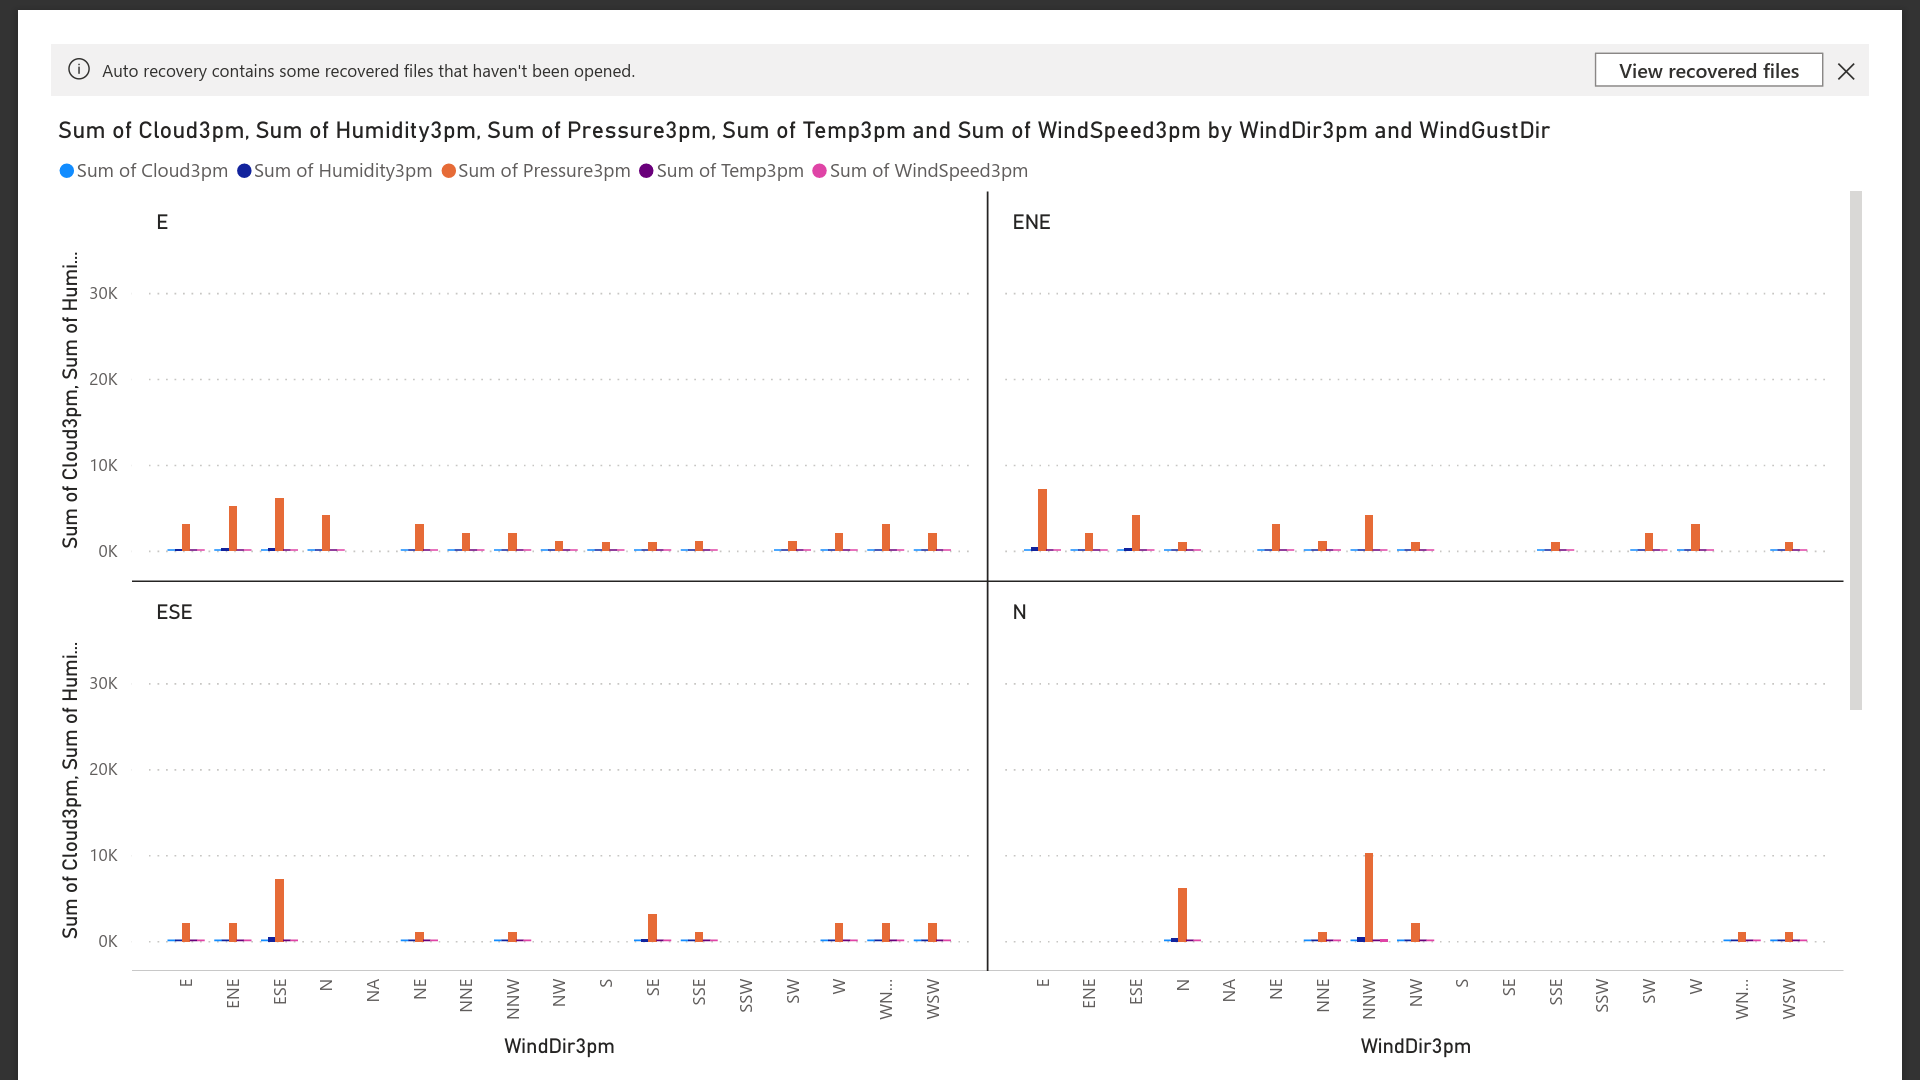 Auto recovery contains some recovered files that haven't been opened.
View recovered files
Sum of Cloud3pm, Sum of Humidity3pm, Sum of Pressure3pm, Sum of Temp3pm and Sum of WindSpeed3pm by WindDir3pm and WindGustDir
Sum of Cloud3pm Sum of Humidity3pm Sum of Pressure3pm Sum of Temp3pm Sum of WindSpeed3pm
E
ENE
Sum of Cloud3pm, Sum of Humi...
30K
20K
10K
0K
ESE
N
Sum of Cloud3pm, Sum of Humi...
30K
20K
10K
0K
E ENE ESE N NA NE NNE NNW NW S SE SSE SSW SW W WN... WSW
E ENE ESE N NA NE NNE NNW NW S SE SSE SSW SW W WN... WSW
WindDir3pm
WindDir3pm